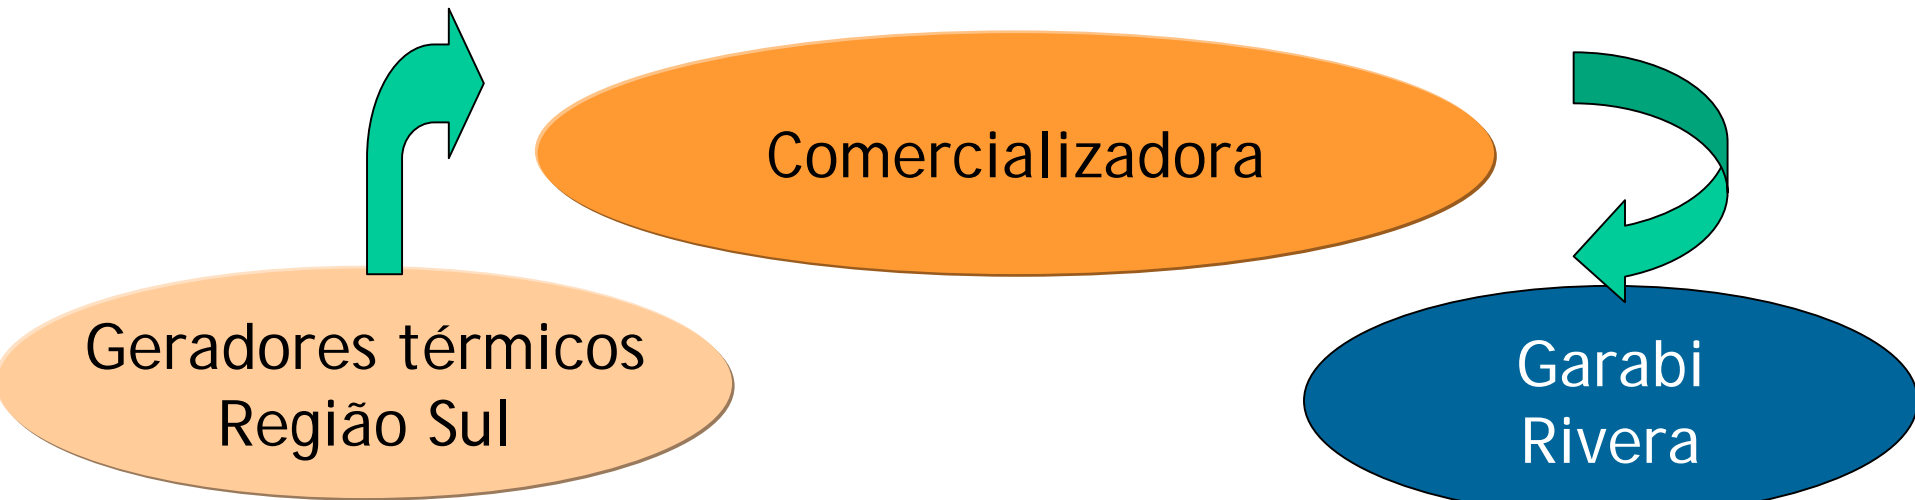 Comercializadora
Geradores térmicos
Região Sul
Garabi
Rivera